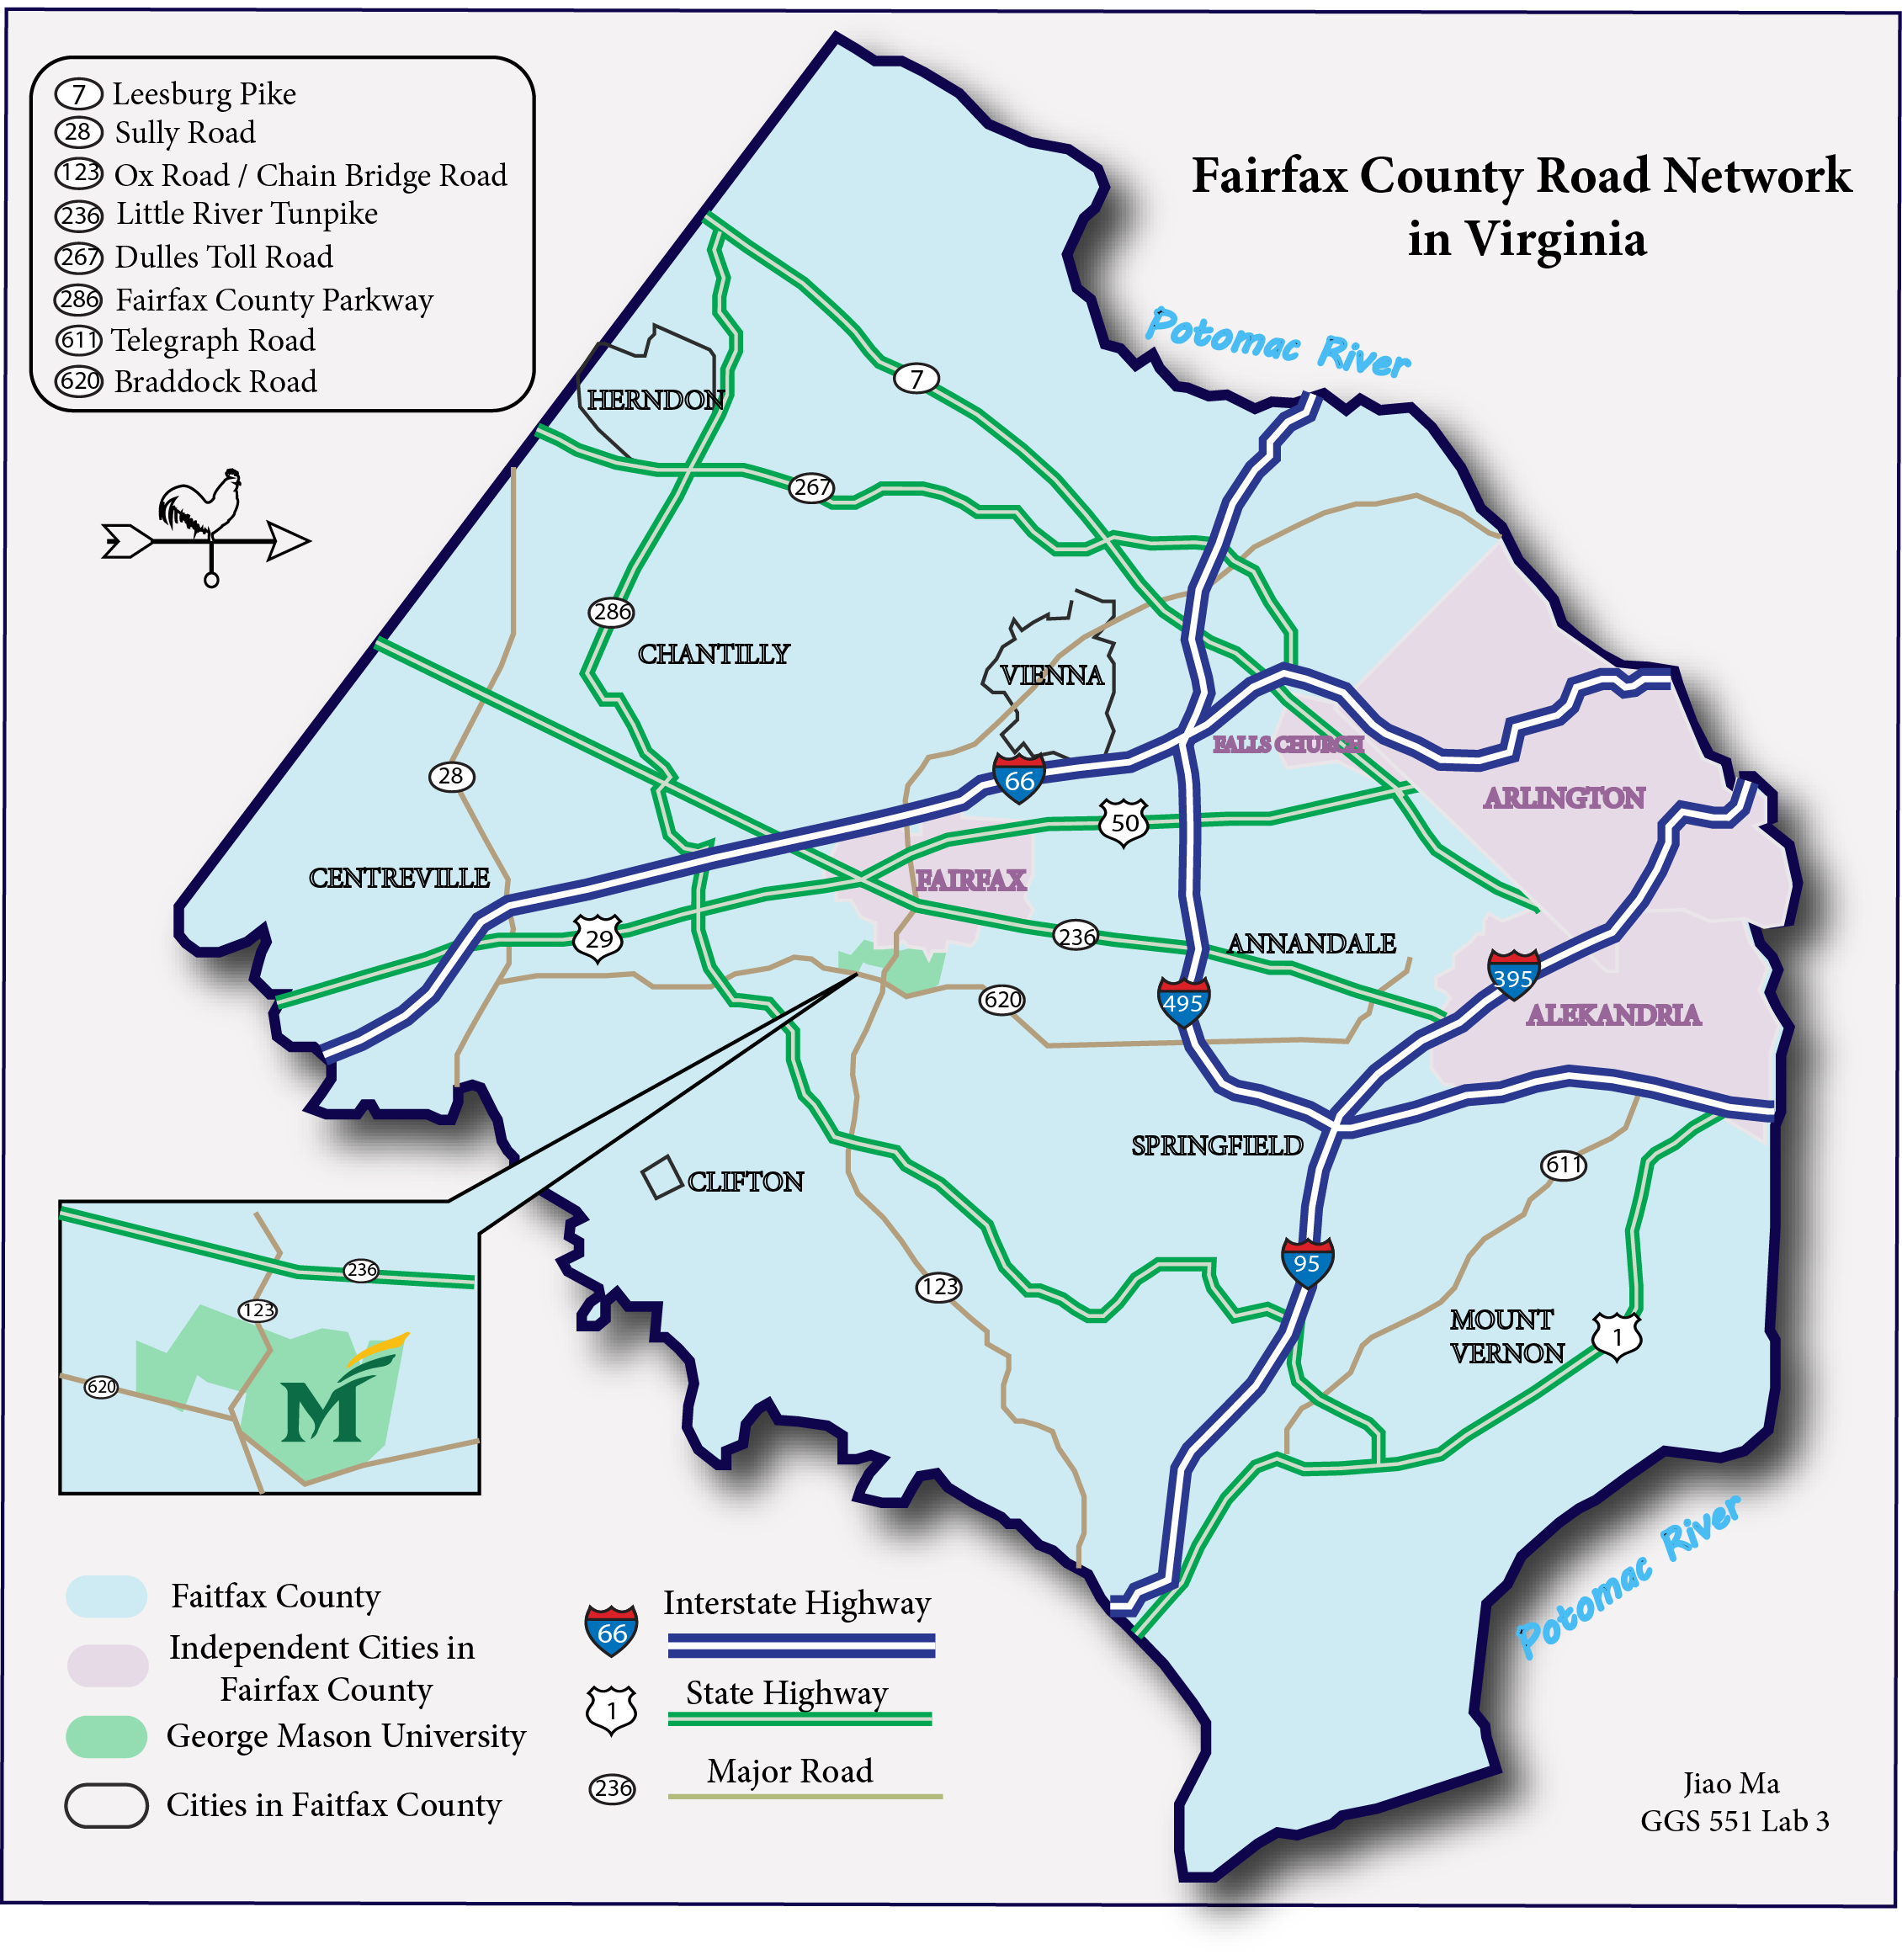 7 Leesburg Pike
28 Sully Road
123 Ox Road / Chain Bridge Road
236 Little River Tunpike
267 Dulles Toll Road
286 Fairfax County Parkway
611 Telegraph Road
620 Braddock Road
Fairfax County Road Network
in Virginia
Potomac River
7
HERNDON
267
286
CHANTILLY
VIENNA
28
66
FALLS CHURCH
50
ARLINGTON
CENTREVILLE
FAIRFAX
29
236
ANNANDALE
395
620
495
ALEKANDRIA
SPRINGFIELD
611
CLIFTON
95
123
1
MOUNT
VERNON
236
123
620
M
Potomac River
Faitfax County
Independent Cities in
Fairfax County
George Mason University
Cities in Faitfax County
66 Interstate Highway
1 State Highway
236 Major Road
Jiao Ma
GGS 551 Lab 3